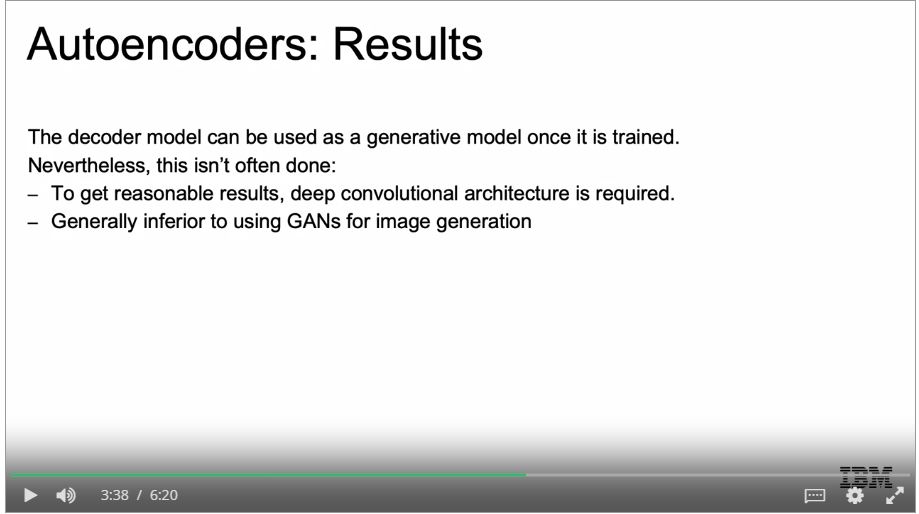 Autoencoders: Results
The decoder model can be used as a generative model once it is trained.
Nevertheless, this isn't often done:
– To get reasonable results, deep convolutional architecture is required.
– Generally inferior to using GANs for image generation
IBM
3:38 / 6:20